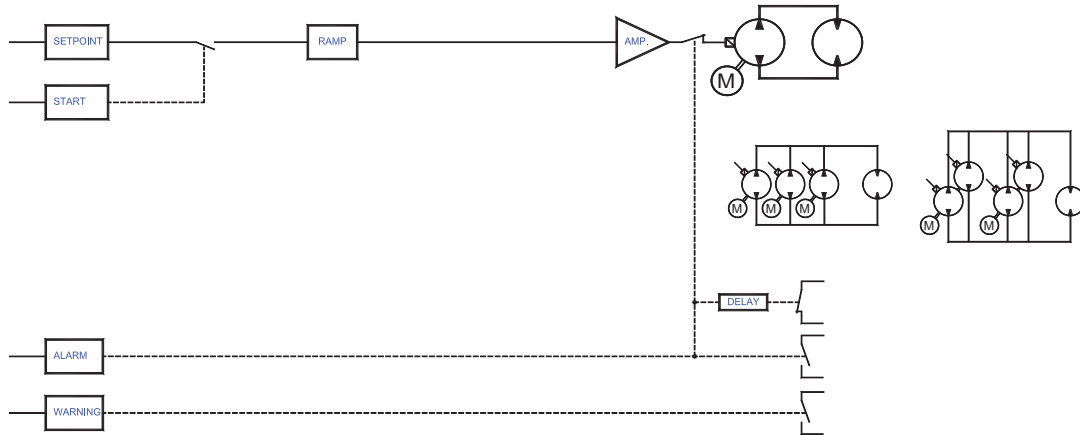 SETPOINT
RAMP
AMP.
M
START
M
M
M
M
M
DELAY
ALARM
WARNING